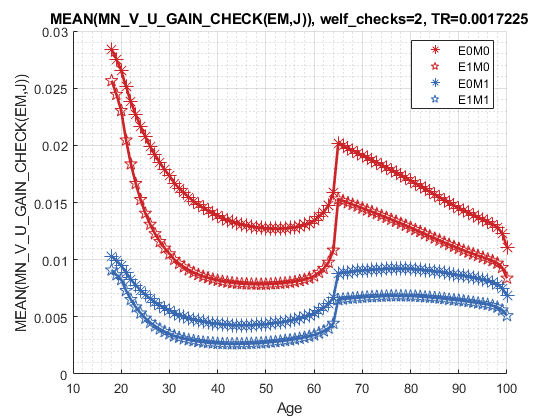 MEAN(MN_V_U_GAIN_CHECK(EM,J)), welf_checks=2, TR=0.0017225
MEAN(MN_V_U_GAIN_CHECK(EM,J))
0.03
0.025
0.02
0.015
0.01
0.005
0
E0M0
E1M0
E0M1
E1M1
10 20 30 40 50 60 70 80 90 100
Age